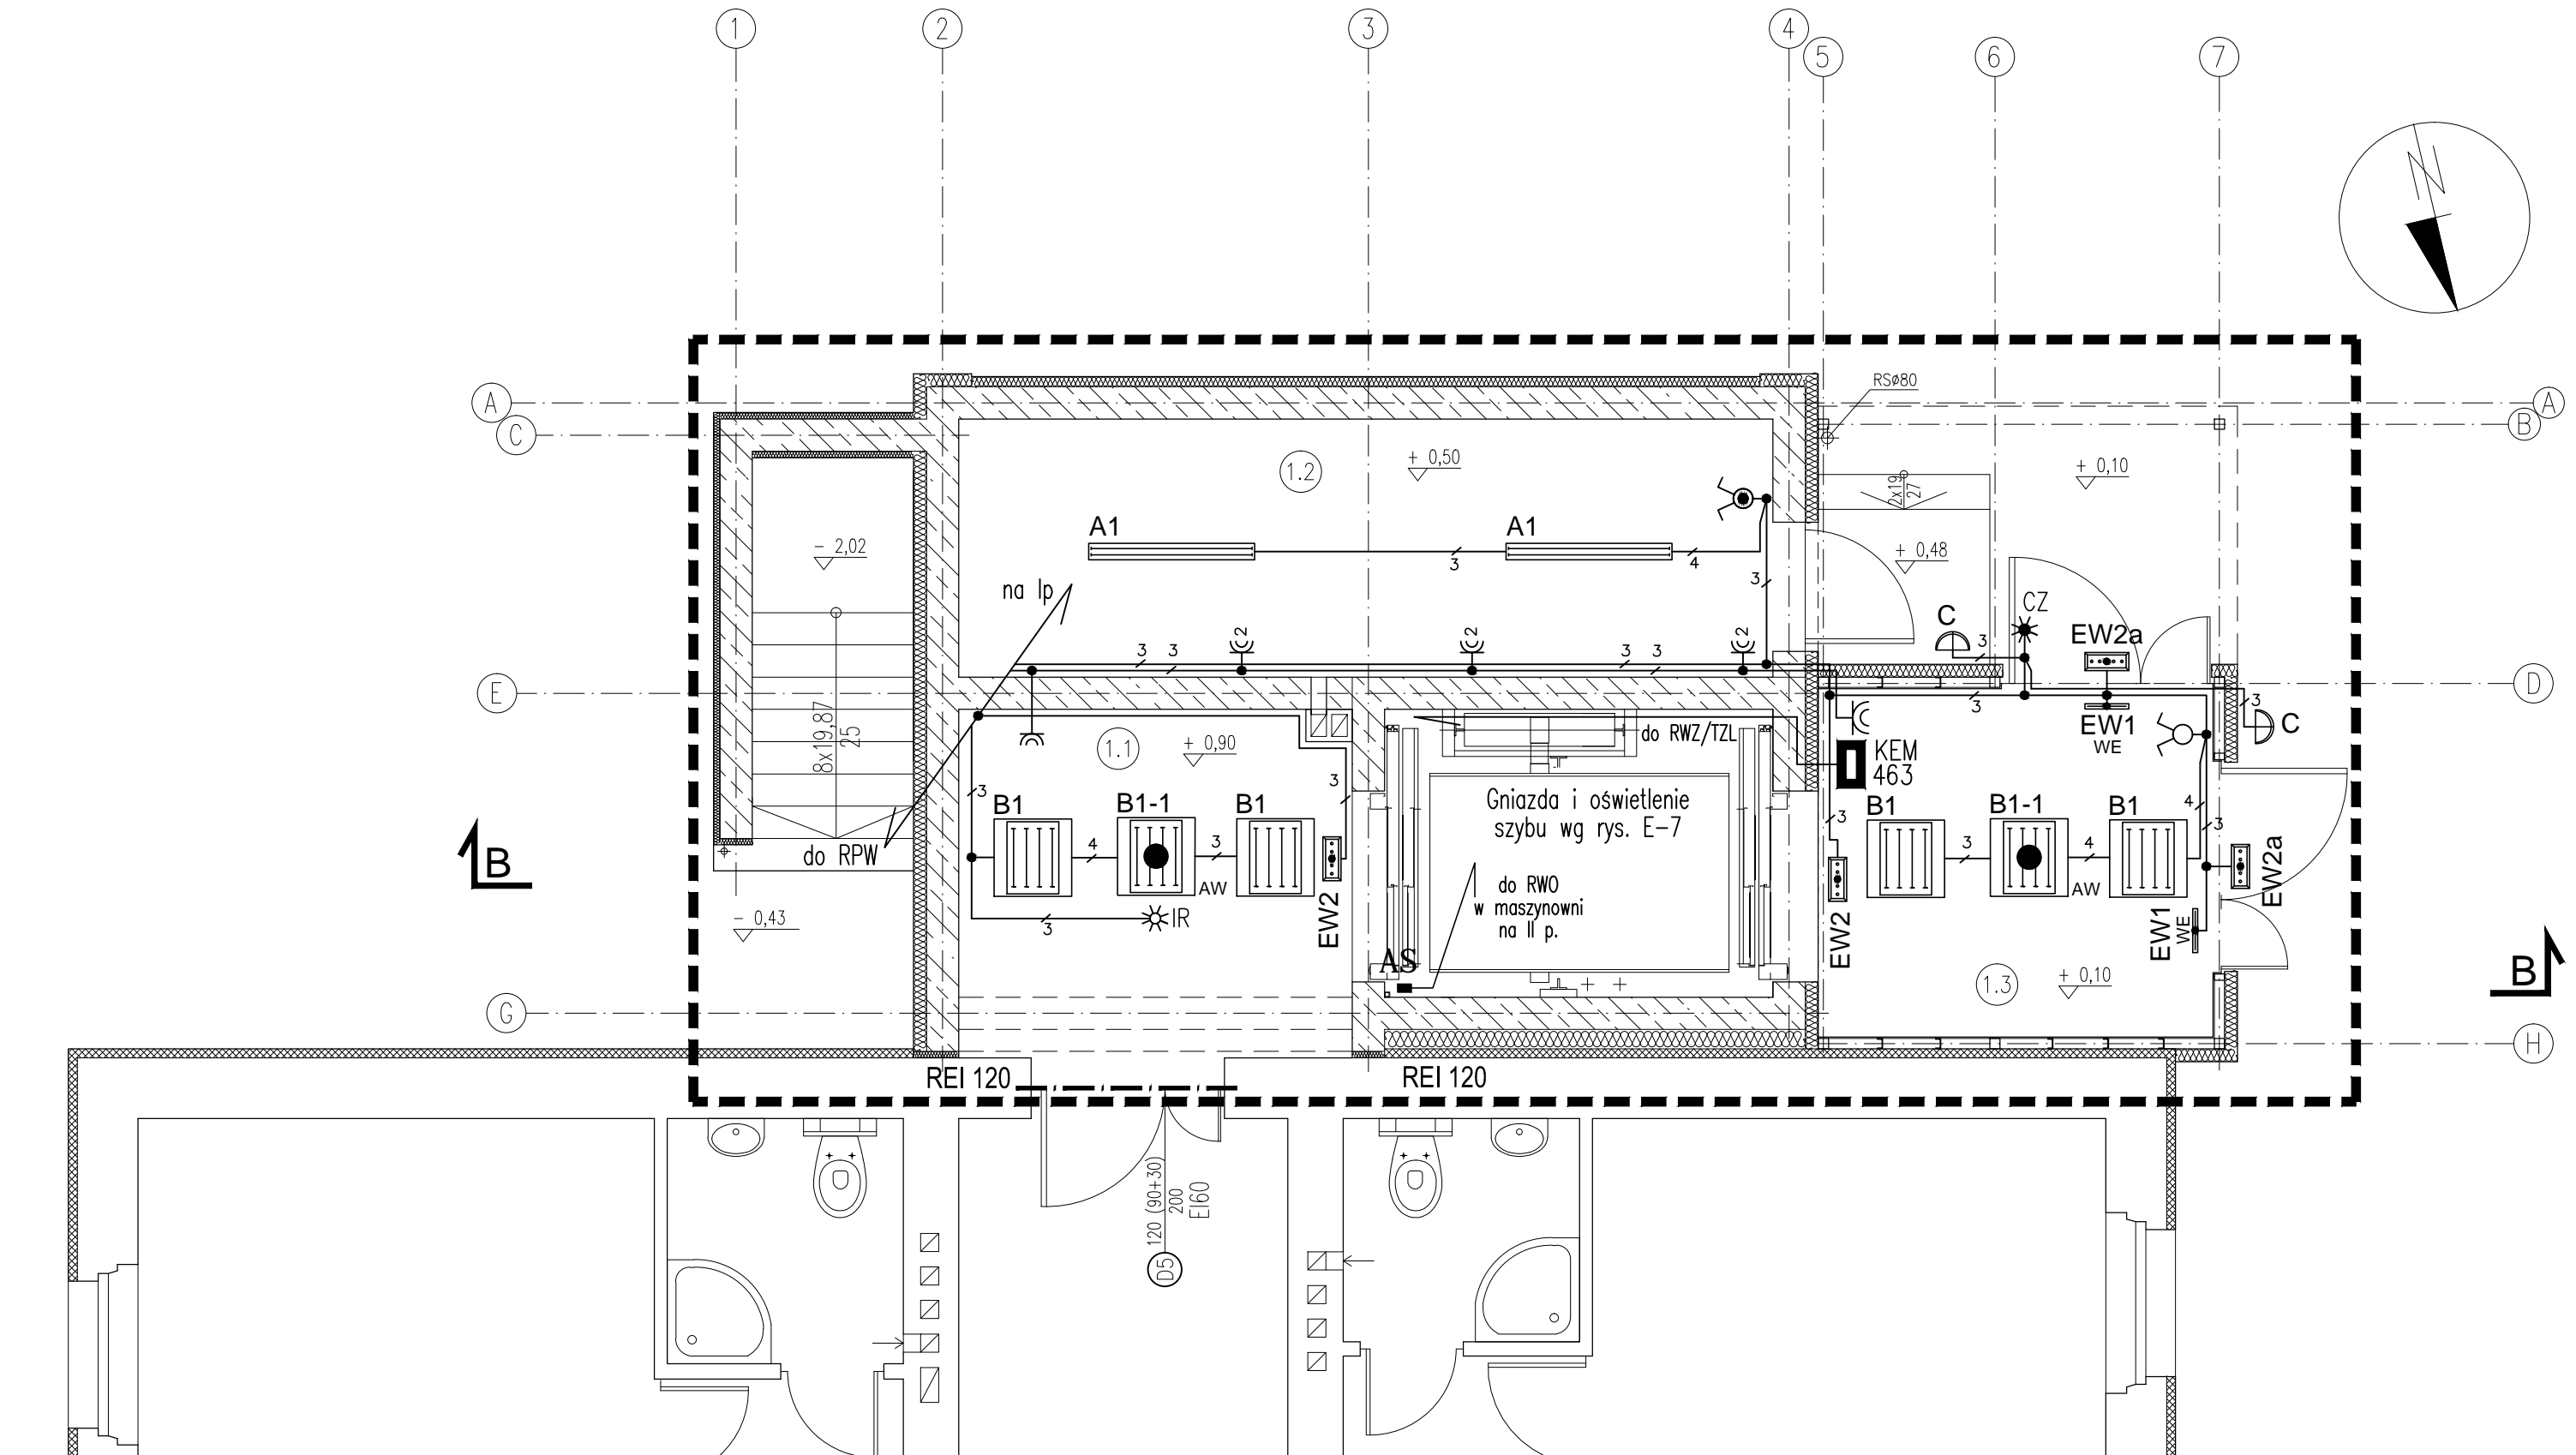 1
2
3
4
5
6
7
N
A
C
A
B
RSø80
1.2
+ 0,50
+ 0,10
2x19
27
A1
A1
- 2,02
+ 0,48
3
4
3
na Ip
C
CZ
EW2a
3
3
3
2
2
3
3
2
E
D
3
3
C
8x19,87
25
1.1
+ 0,90
do RWZ/TZL
EW1
WE
KEM
463
3
3
B1
B1-1
B1
Gniazda i oświetlenie
szybu wg rys. E-7
B1
B1-1
B1
4
3
3
4
3
3
4
do RPW
AW
AW
EW2
EW2
EW2a
EW1
WE
do RWO
w maszynowni
na II p.
3
IR
AS
B
B
- 0,43
1.3
+ 0,10
G
H
REI 120
REI 120
120 (90+30)
200
EI60
D5